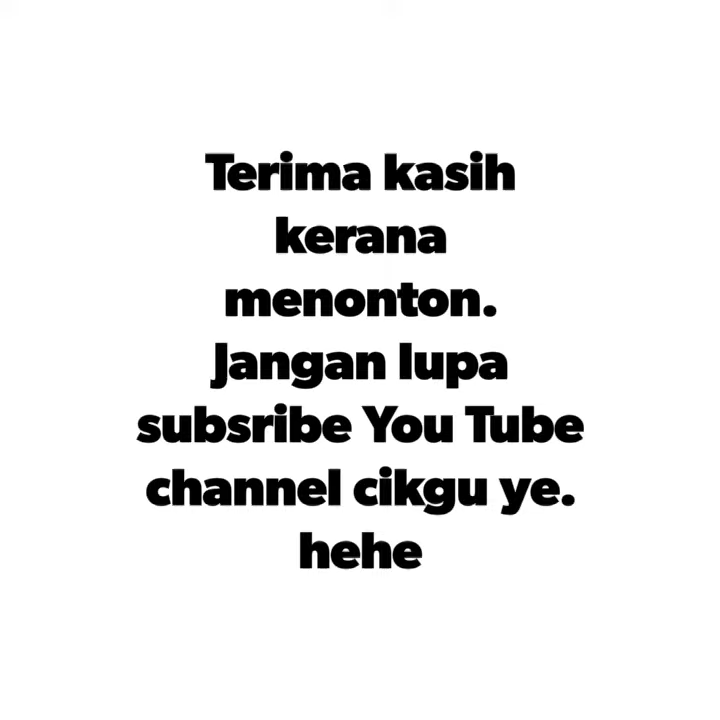 Terima kasih
kerana
menonton.
Jangan lupa
subsribe You Tube
channel cikgu ye.
hehe